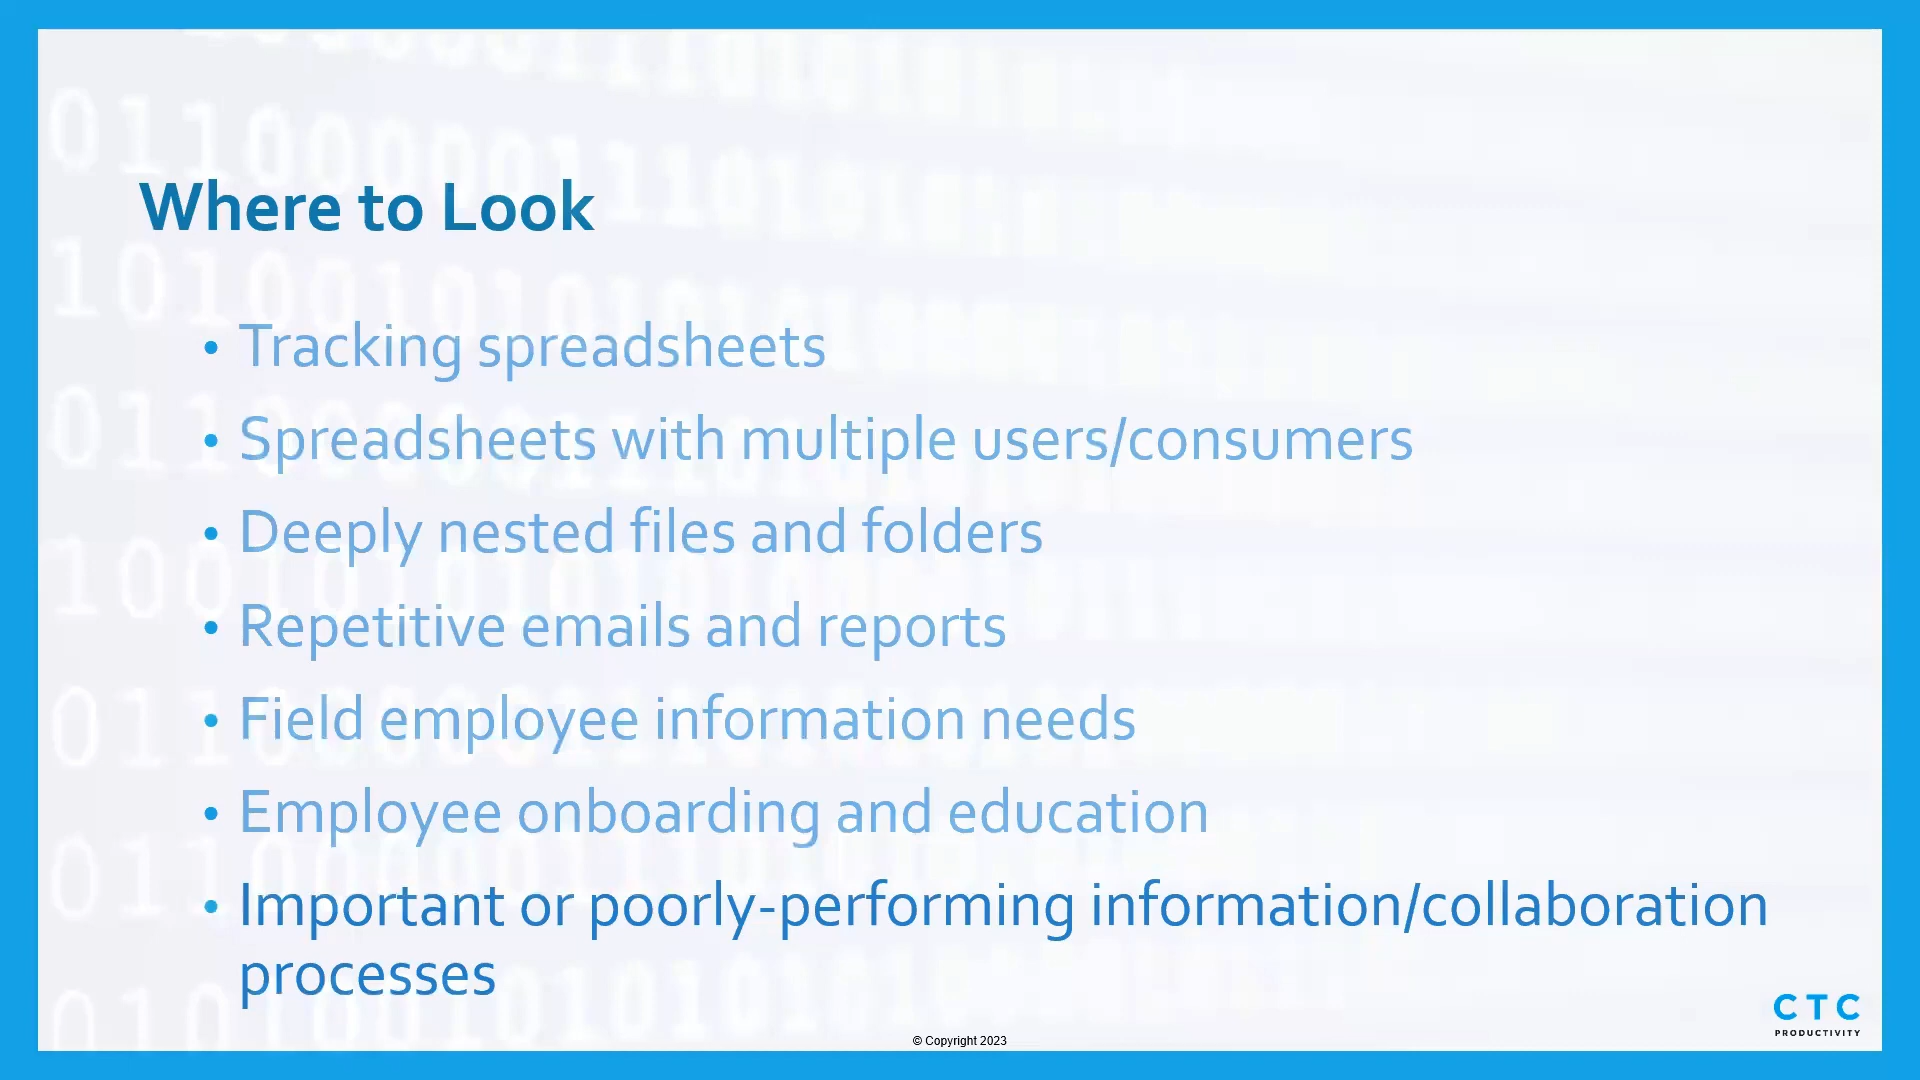 Where to Look
• Tracking spreadsheets
• Spreadsheets with multiple users/consumers
• Deeply nested files and folders
• Repetitive emails and reports
• Field employee information needs
• Employee onboarding and education
• Important or poorly-performing information/collaboration
processes
CTC
PRODUCTIVITY
© Copyright 2023